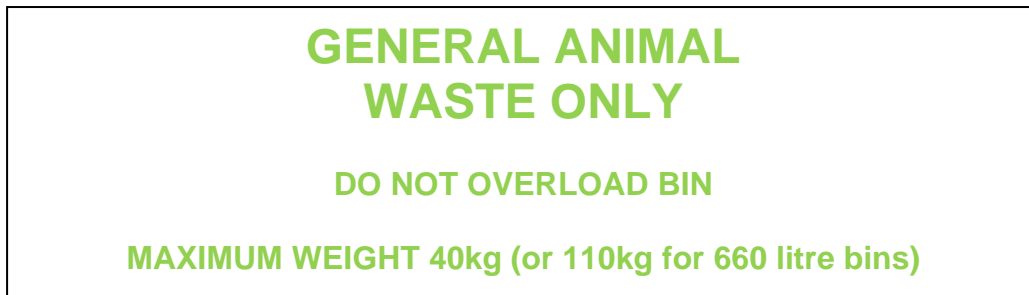 GENERAL ANIMAL
WASTE ONLY
DO NOT OVERLOAD BIN
MAXIMUM WEIGHT 40kg (or 110kg for 660 litre bins)